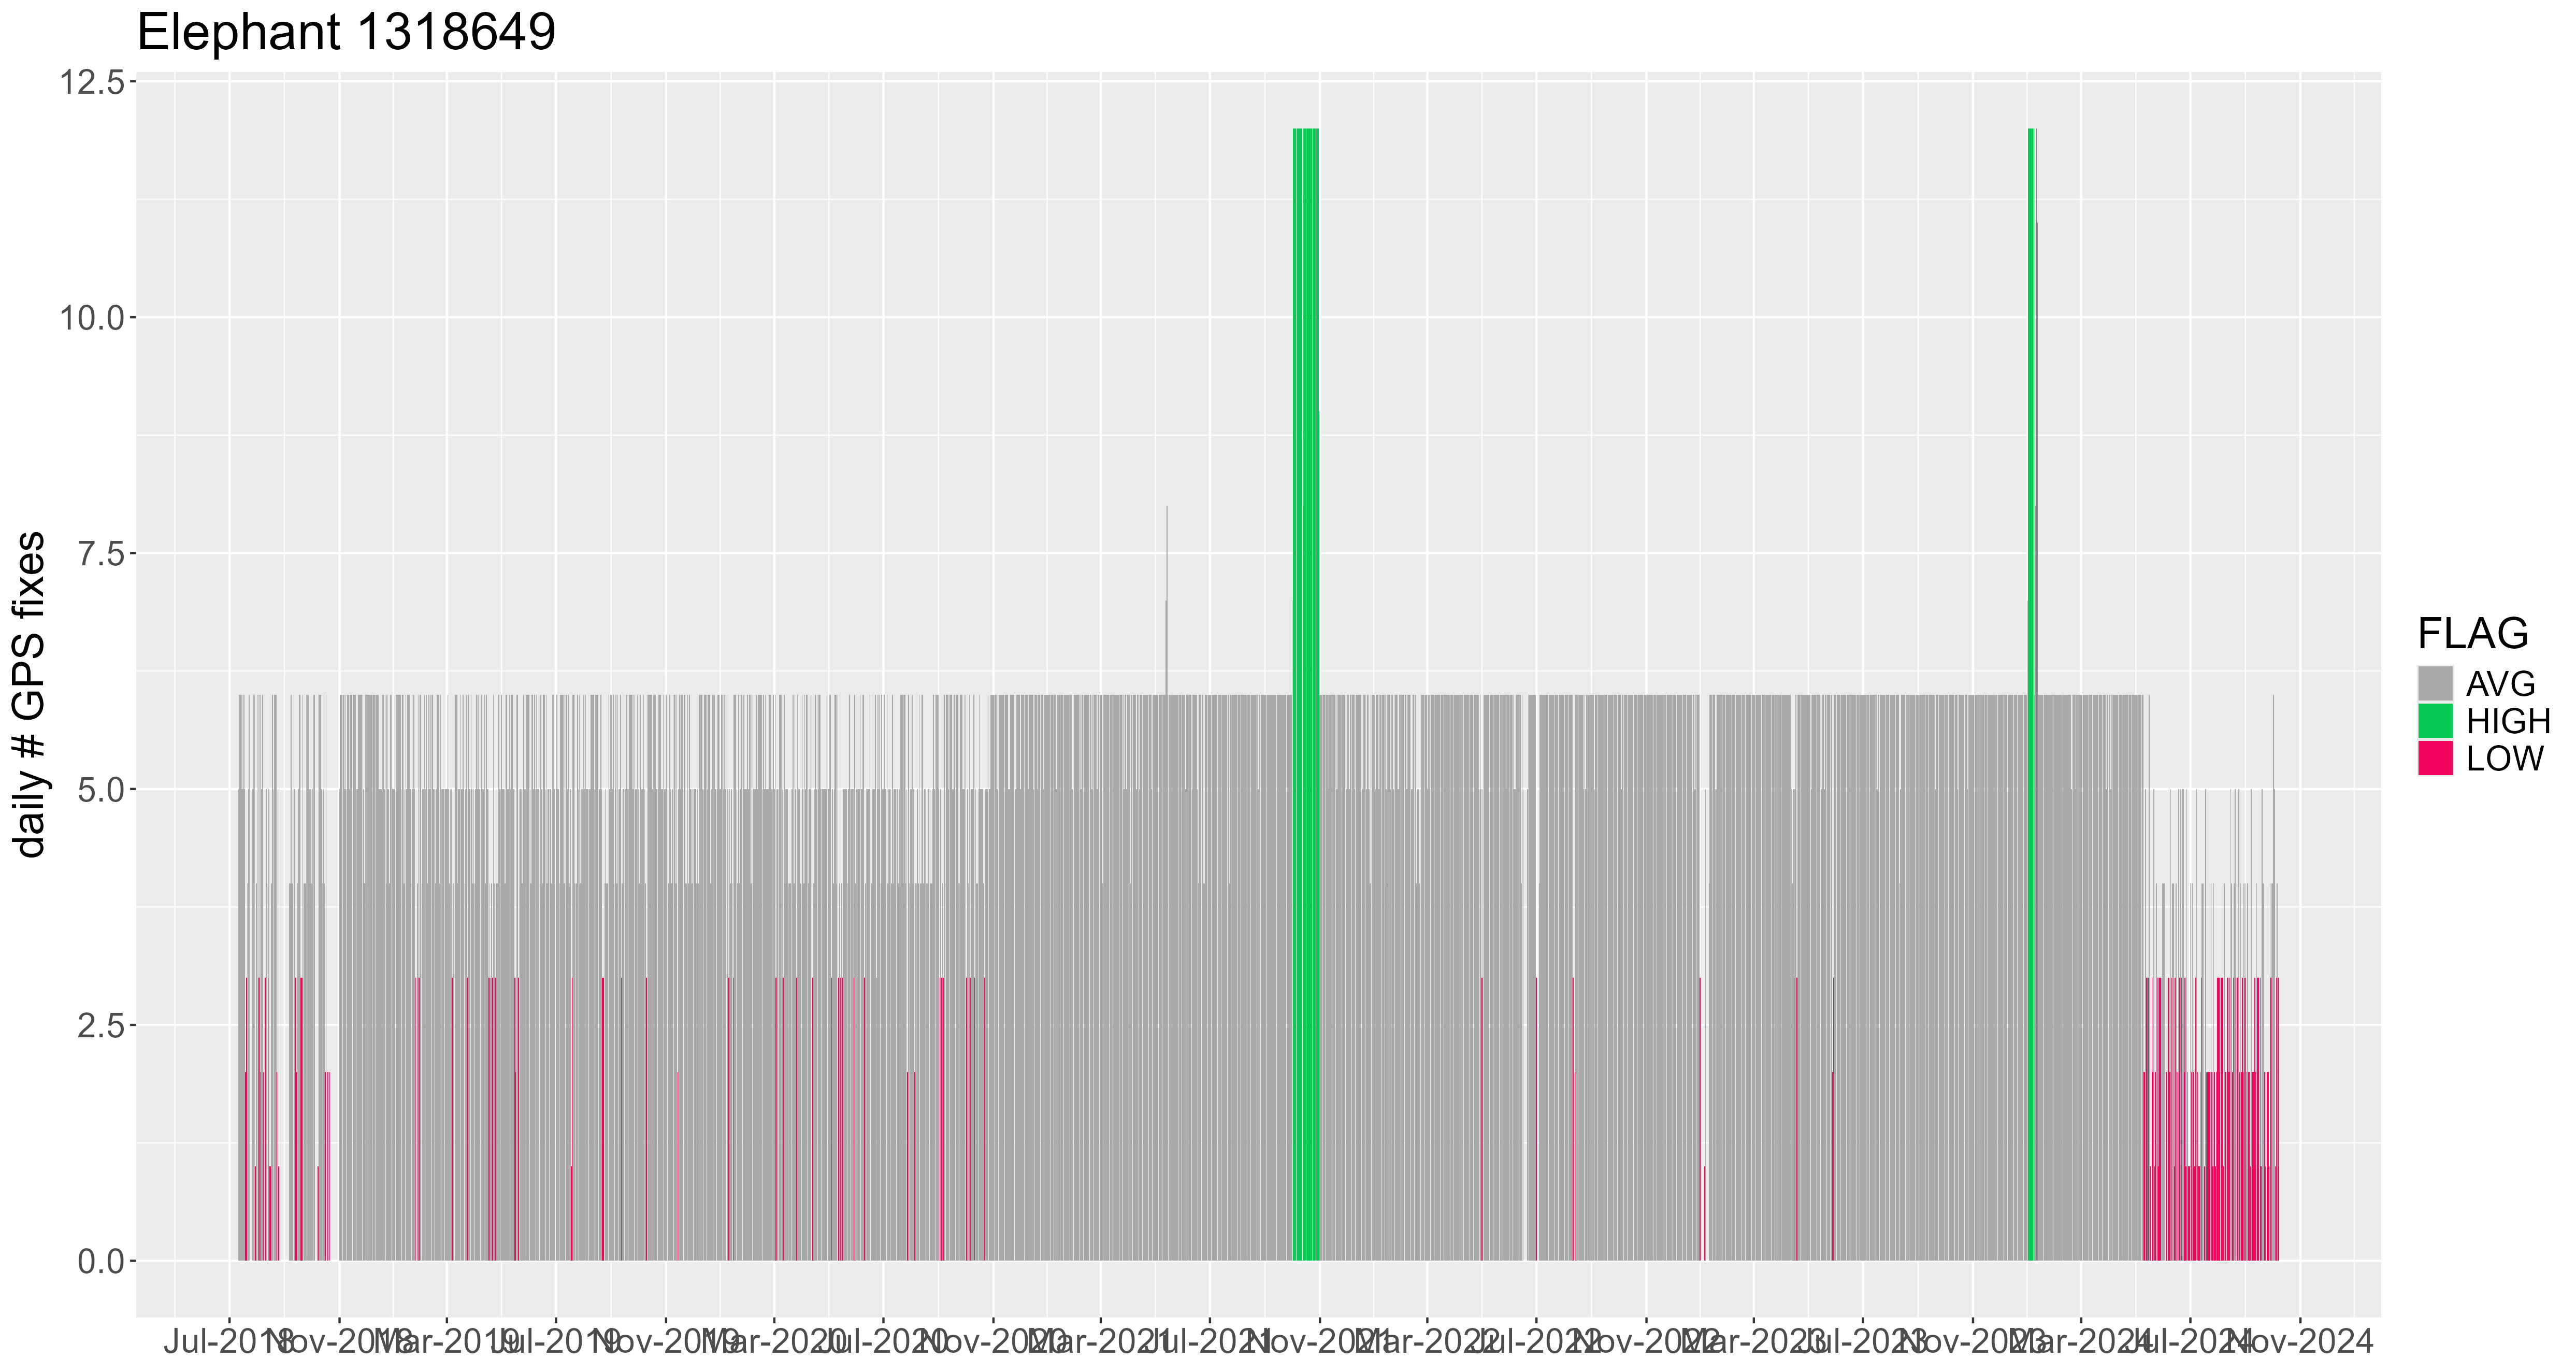 Elephant 1318649
12.5
10.0
7.5
5.0
2.5
0.0
daily # GPS fixes
Jul-2018 Nov-2018 Mar-2019 Jul-2019 Nov-2019 Mar-2020 Jul-2020 Nov-2020 Mar-2021 Jul-2021 Nov-2021 Mar-2022 Jul-2022 Nov-2022 Mar-2023 Jul-2023 Nov-2023 Mar-2024 Jul-2024 Nov-2024
FLAG
AVG
HIGH
LOW